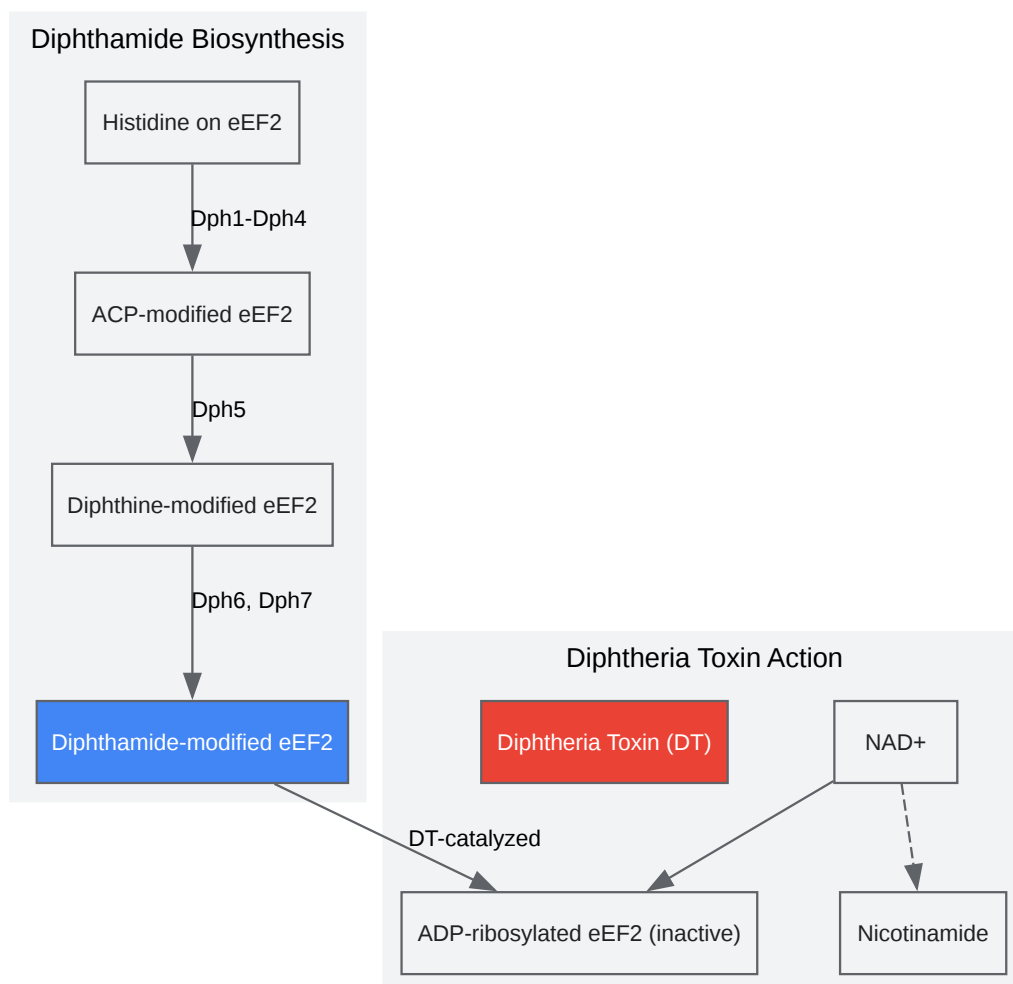 Diphthamide Biosynthesis
Histidine on eEF2
Dph1-Dph4
ACP-modified eEF2
Dph5
Diphthine-modified eEF2
Dph6, Dph7
Diphthamide-modified eEF2
Diphtheria Toxin Action
Diphtheria Toxin (DT)
NAD+
DT-catalyzed
ADP-ribosylated eEF2 (inactive)
Nicotinamide